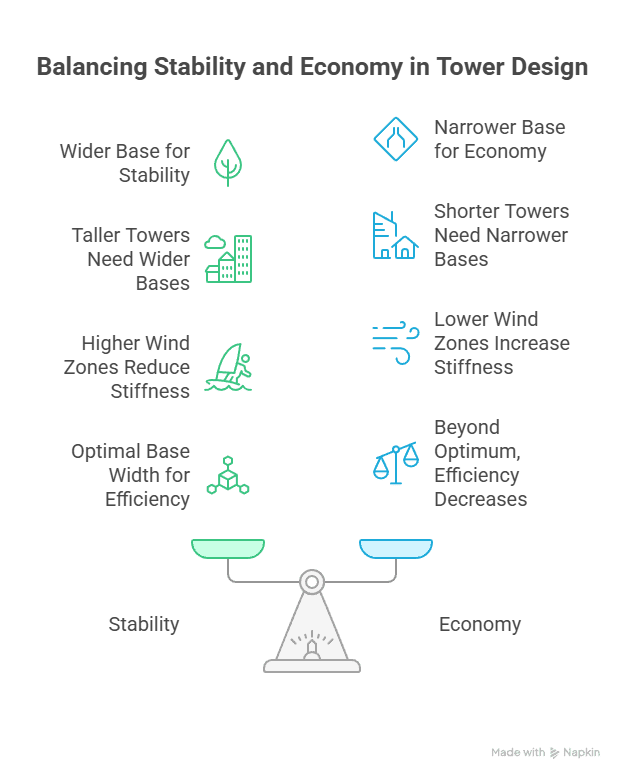 Balancing Stability and Economy in Tower Design
Wider Base for
Stability
Taller Towers
Need Wider
Bases
Higher Wind
Zones Reduce
Stiffness
Optimal Base
Width for
Efficiency
Narrower Base
for Economy
Shorter Towers
Need Narrower
Bases
Lower Wind
Zones Increase
Stiffness
Beyond
Optimum,
Efficiency
Decreases
Stability
Economy
Made with Napkin